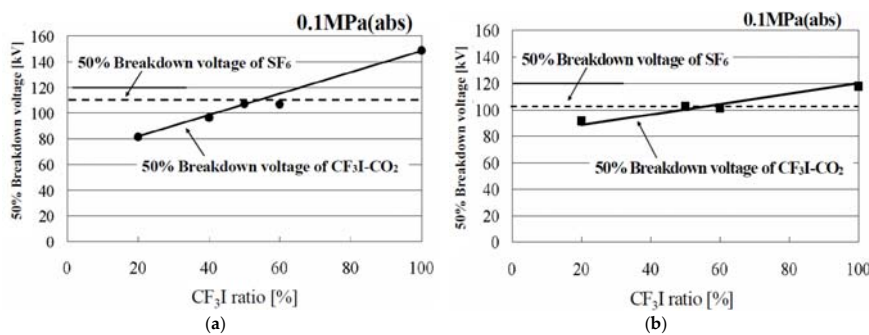 0.1MPa(abs)
50% Breakdown voltage [kV]
160
140
120
100
80
60
40
20
0
50% Breakdown voltage of SF₆
50% Breakdown voltage of CF₃I-CO₂
0 20 40 60 80 100
CF₃I ratio [%]
(a)
0.1MPa(abs)
50% Breakdown voltage [kV]
160
140
120
100
80
60
40
20
0
50% Breakdown voltage of SF₆
50% Breakdown voltage of CF₃I-CO₂
0 20 40 60 80 100
CF₃I ratio [%]
(b)